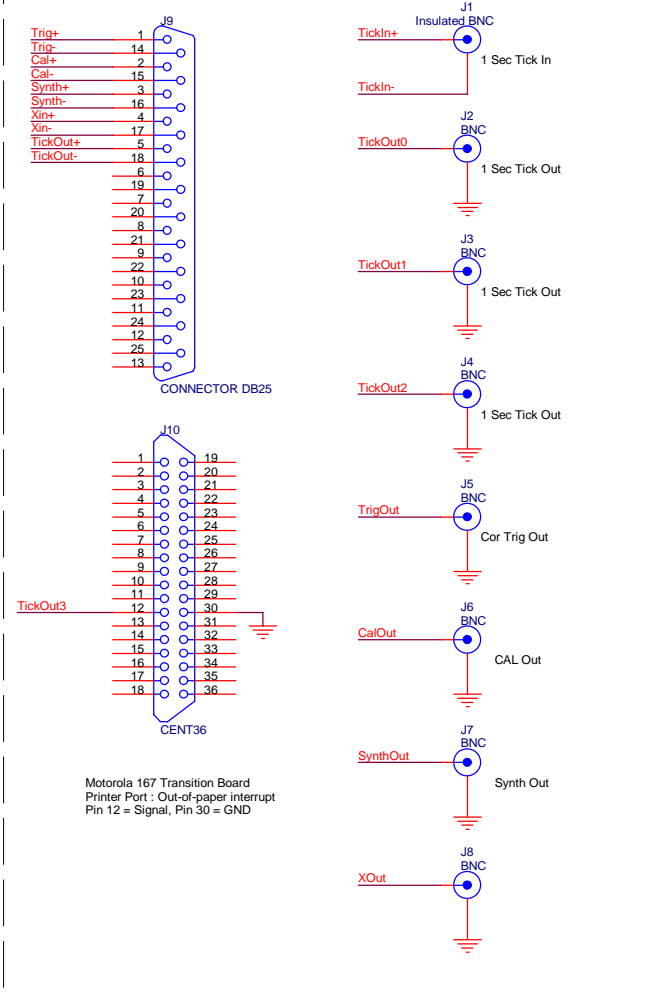 J9
Trig+ 1
Trig- 14
Cal+ 2
Cal- 15
Synth+ 3
Synth- 16
Xin+ 4
Xin- 17
TickOut+ 5
TickOut- 18
6
19
7
20
8
21
9
22
10
23
11
24
12
25
13
CONNECTOR DB25
J10
1 19
2 20
3 21
4 22
5 23
6 24
7 25
8 26
9 27
10 28
11 29
TickOut3 12 30
13 31
14 32
15 33
16 34
17 35
18 36
CENT36
Motorola 167 Transition Board
Printer Port : Out-of-paper interrupt
Pin 12 = Signal, Pin 30 = GND
J1
Insulated BNC
TickIn+
1 Sec Tick In
TickIn-
J2
BNC
TickOut0
1 Sec Tick Out
J3
BNC
TickOut1
1 Sec Tick Out
J4
BNC
TickOut2
1 Sec Tick Out
J5
BNC
TrigOut
Cor Trig Out
J6
BNC
CalOut
CAL Out
J7
BNC
SynthOut
Synth Out
J8
BNC
XOut